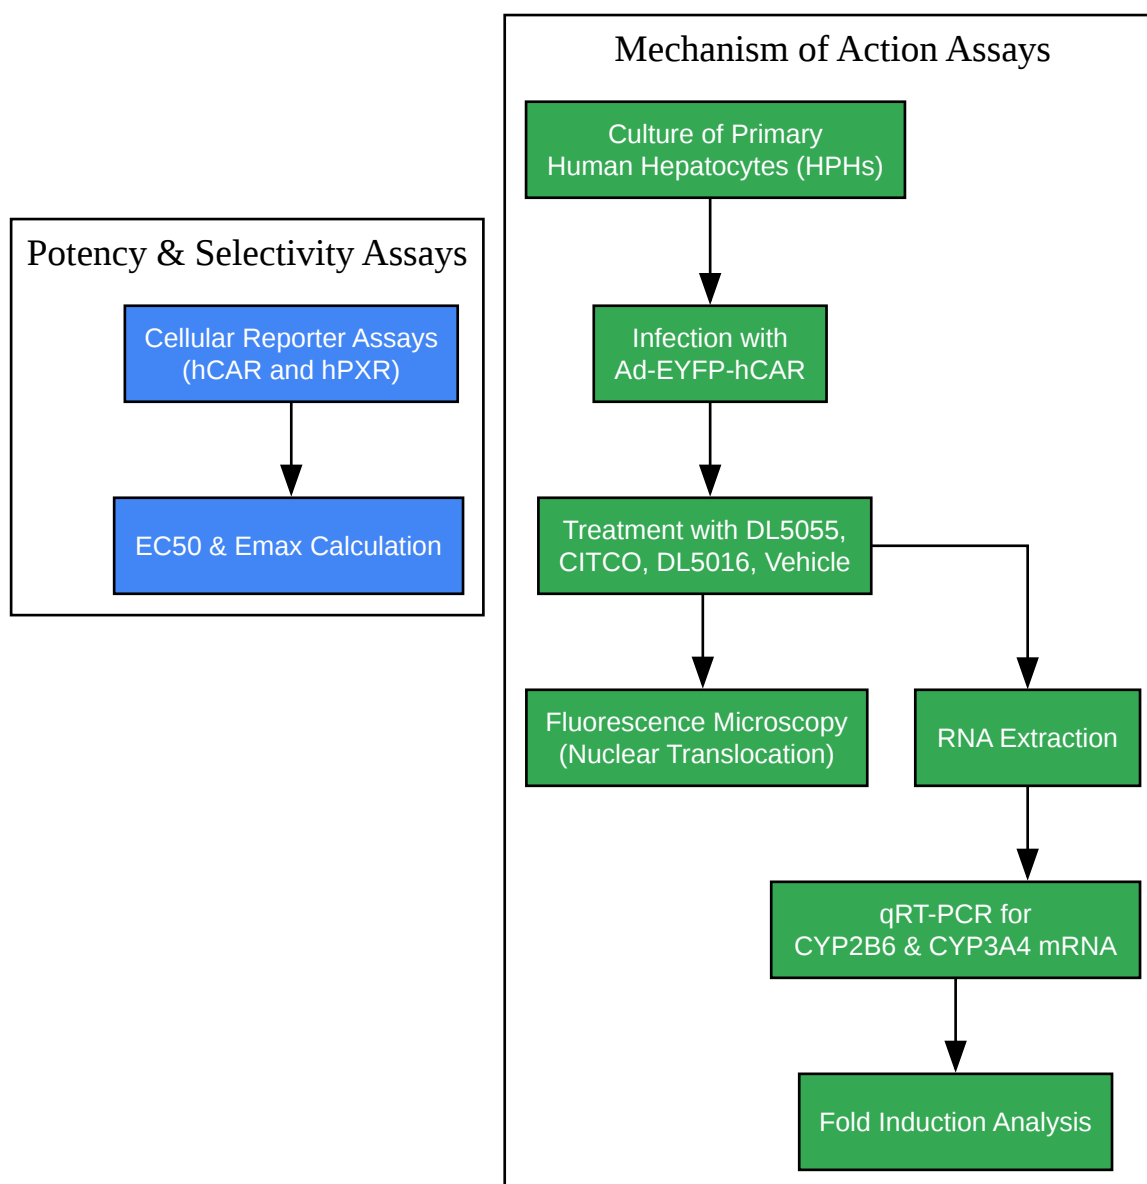 Potency & Selectivity Assays
Cellular Reporter Assays
(hCAR and hPXR)
EC50 & Emax Calculation
Mechanism of Action Assays
Culture of Primary
Human Hepatocytes (HPHs)
Infection with
Ad-EYFP-hCAR
Treatment with DL5055,
CITCO, DL5016, Vehicle
Fluorescence Microscopy
(Nuclear Translocation)
RNA Extraction
qRT-PCR for
CYP2B6 & CYP3A4 mRNA
Fold Induction Analysis